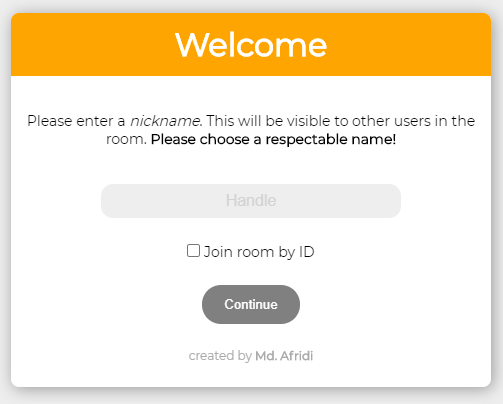 Welcome
Please enter a nickname. This will be visible to other users in the
room. Please choose a respectable name!
Handle
Join room by ID
Continue
created by Md. Afridi